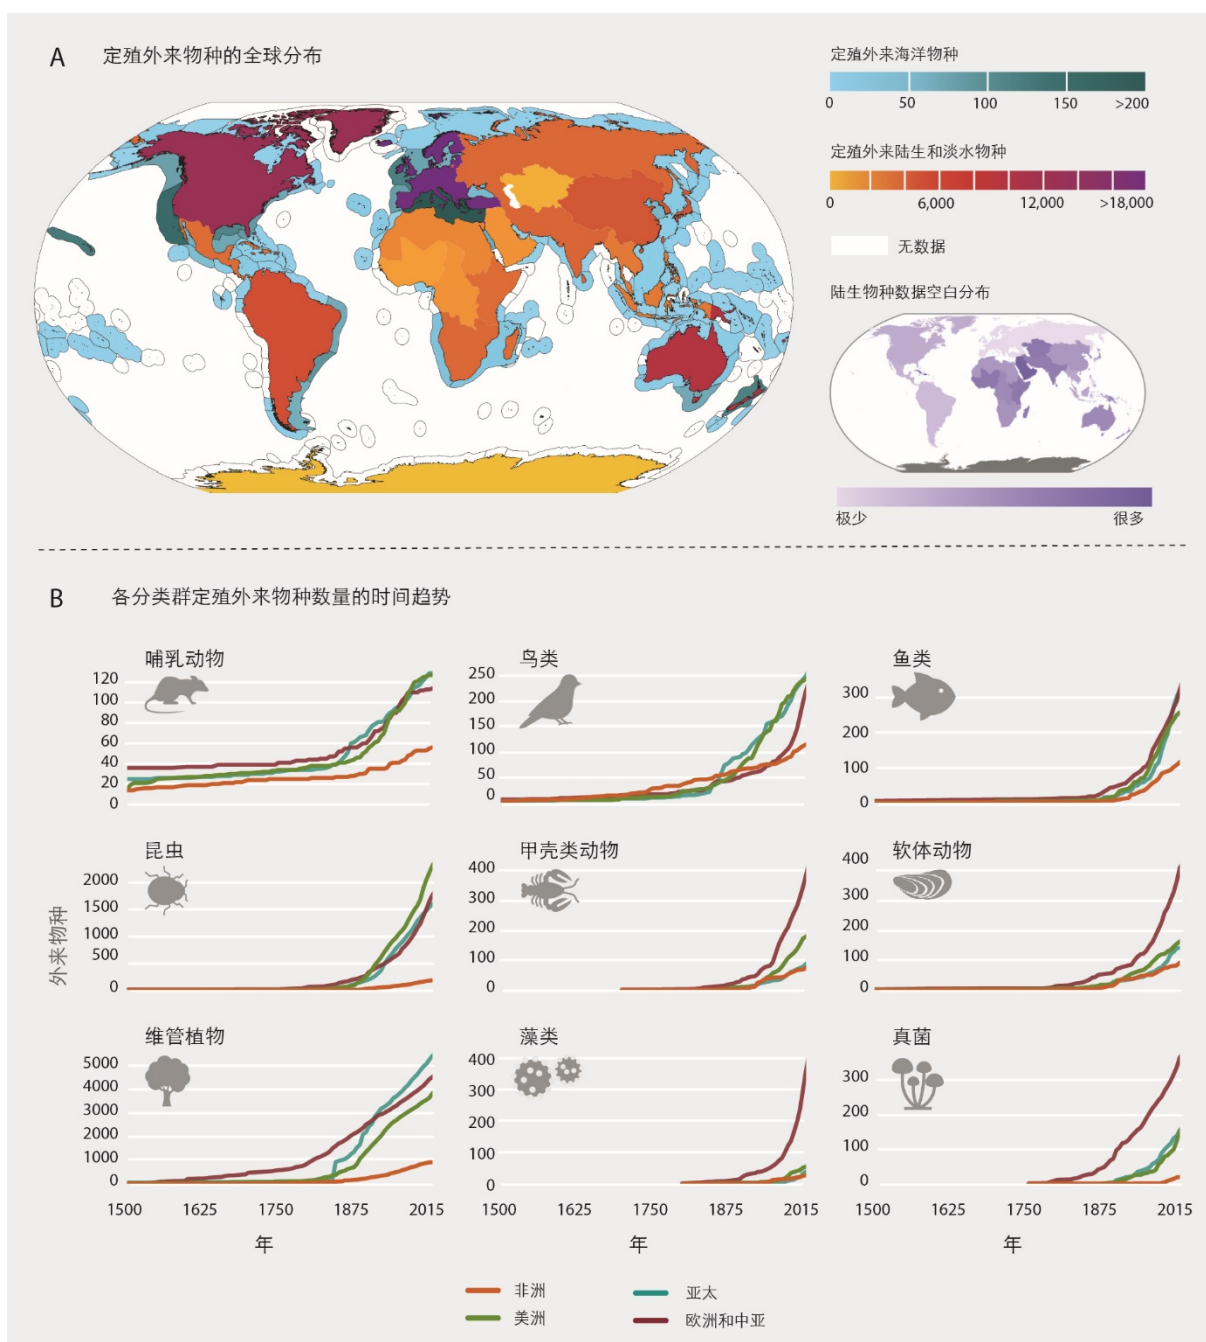 A 定殖外来物种的全球分布
定殖外来海洋物种
0 50 100 150 >200
定殖外来陆生和淡水物种
0 6,000 12,000 >18,000
无数据
陆生物种数据空白分布
极少 很多
B 各分类群定殖外来物种数量的时间趋势
外来物种
哺乳动物
120
100
80
60
40
20
0
鸟类
250
200
150
100
50
0
鱼类
300
200
100
0
昆虫
2000
1500
1000
500
0
甲壳类动物
400
300
200
100
0
软体动物
400
300
200
100
0
维管植物
5000
4000
3000
2000
1000
0
藻类
400
300
200
100
0
真菌
300
200
100
0
1500 1625 1750 1875 2015
1500 1625 1750 1875 2015
1500 1625 1750 1875 2015
年 年 年
非洲 亚太
美洲 欧洲和中亚